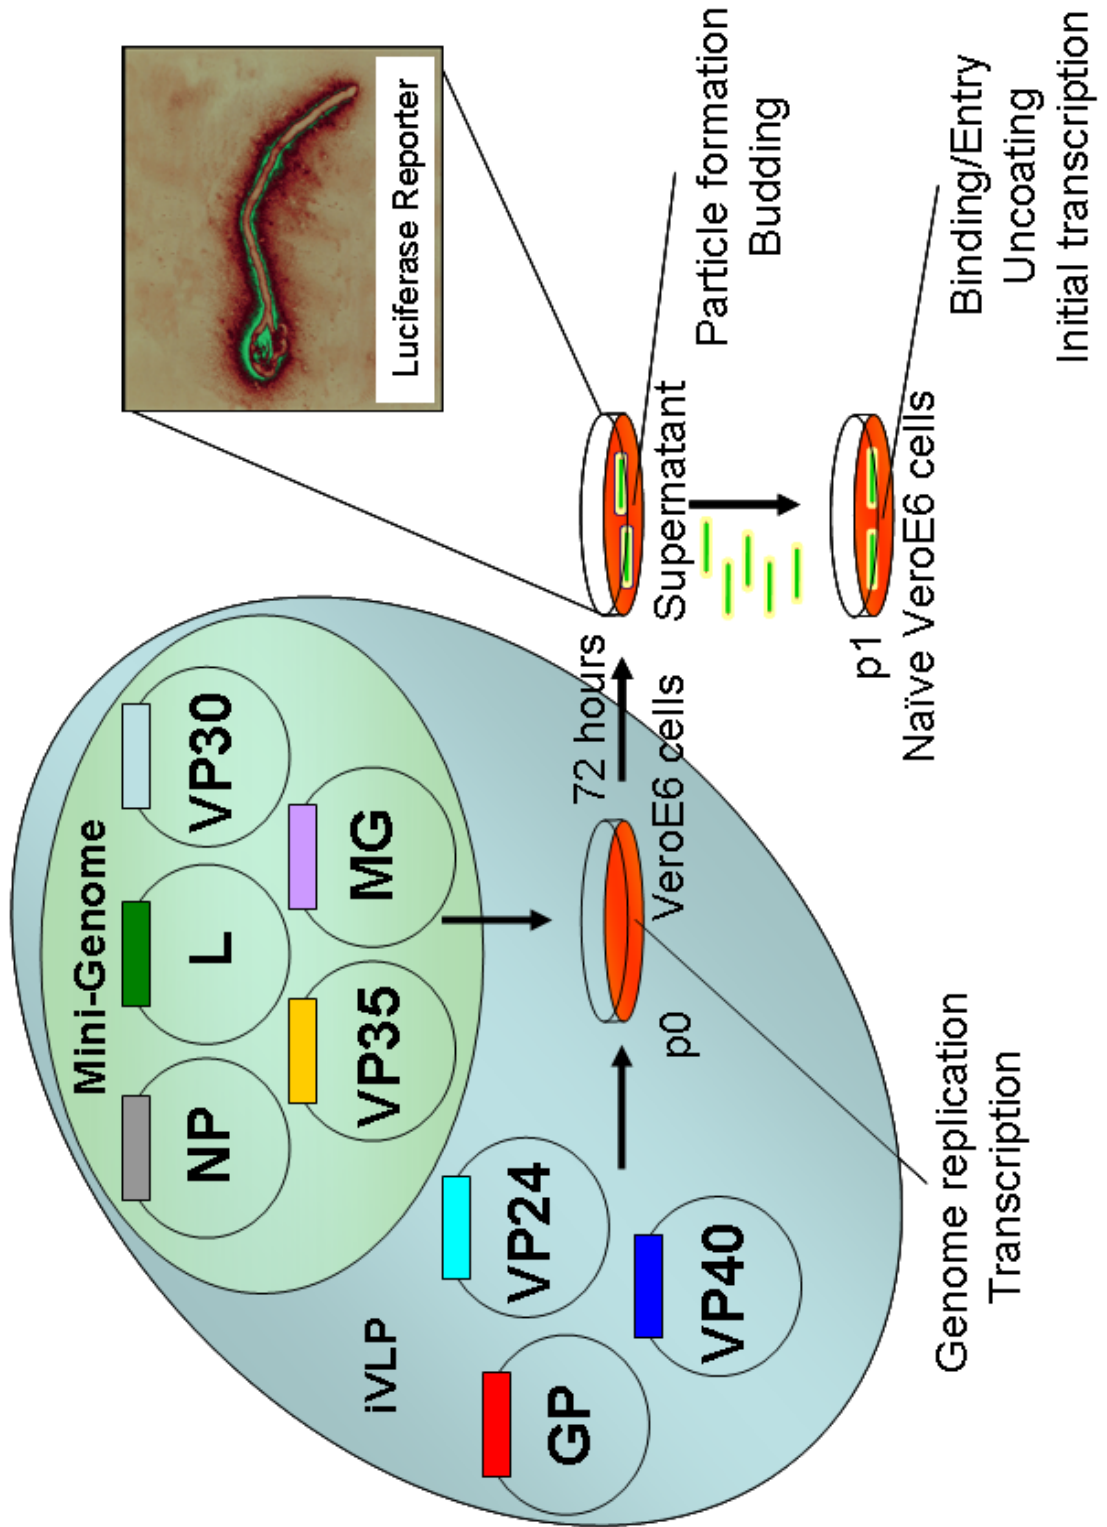 Mini-Genome
NP
L
VP30
VP35
MG
iVLP
VP24
GP
VP40
p0
VeroE6 cells
72 hours
Supernatant
Luciferase Reporter
p1
Naïve VeroE6 cells
Genome replication
Transcription
Particle formation
Budding
Binding/Entry
Uncoating
Initial transcription